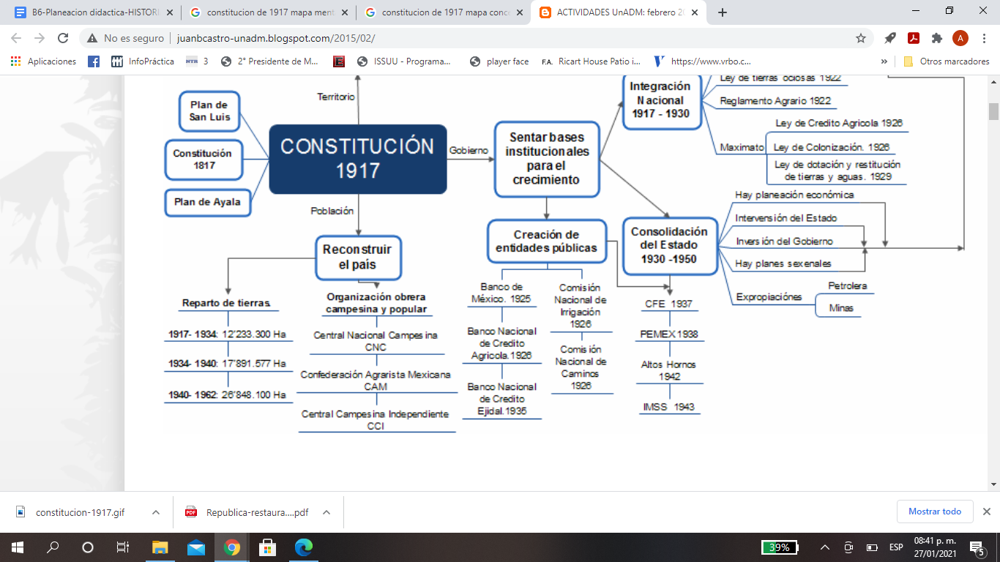 B6-Planeacion didactica-HISTORI
constitucion de 1917 mapa ment
constitucion de 1917 mapa conce
ACTIVIDADES UnADM: febrero 20
No es seguro
juanbcastro-unadm.blogspot.com/2015/02/
A
Aplicaciones
InfoPráctica
NTR 3
2° Presidente de M...
ISSUU - Programa...
player face
F.A. Ricart House Patio i...
https://www.vrbo.c...
»
Otros marcadores
Territorio
Plan de
San Luis
Constitución
1817
Plan de Ayala
CONSTITUCIÓN
1917
Gobierno
Población
Sentar bases
institucionales
para el
crecimiento
Integración
Nacional
1917 - 1930
Ley de tierras ociosas 1922
Reglamento Agrario 1922
Maximato
Ley de Credito Agricola 1926
Ley de Colonización. 1926
Ley de dotación y restitución
de tierras y aguas. 1929
Reconstruir
el país
Creación de
entidades públicas
Consolidación
del Estado
1930 -1950
Hay planeación económica
Intervensión del Estado
Inversión del Gobierno
Hay planes sexenales
Expropiaciónes
Petrolera
Minas
Reparto de tierras.
1917- 1934: 12'233.300 Ha
1934- 1940: 17'891.577 Ha
1940- 1962: 26'848.100 Ha
Organización obrera
campesina y popular
Central Nacional Campesina
CNC
Confederación Agrarista Mexicana
CAM
Central Campesina Independiente
CCI
Banco de
México. 1925
Banco Nacional
de Credito
Agricola.1926
Banco Nacional
de Credito
Ejidal.1935
Comisión
Nacional de
Irrigación
1926
Comisión
Nacional de
Caminos
1926
CFE 1937
PEMEX1938
Altos Hornos
1942
IMSS 1943
constitucion-1917.gif
PDF
Republica-restaura....pdf
Mostrar todo
39%
ESP
08:41 p. m.
27/01/2021
5